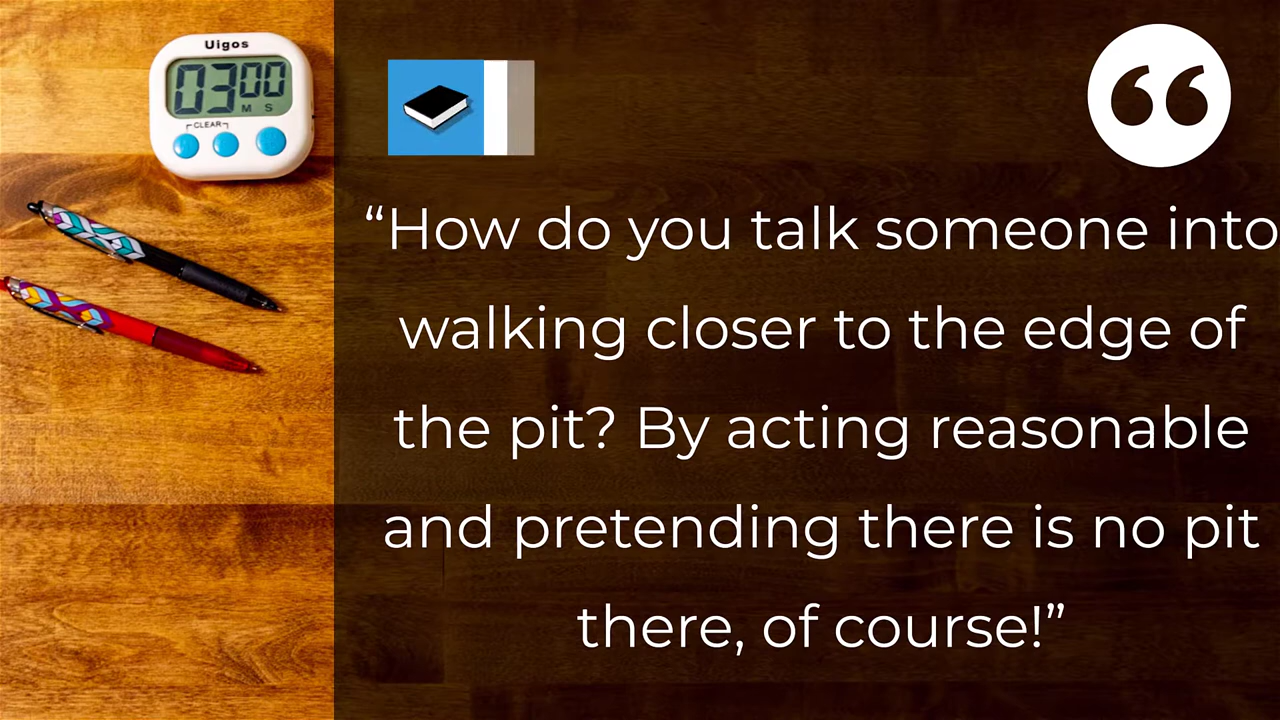 Uigos
03 00
M S
CLEAR
“How do you talk someone into
walking closer to the edge of
the pit? By acting reasonable
and pretending there is no pit
there, of course!”